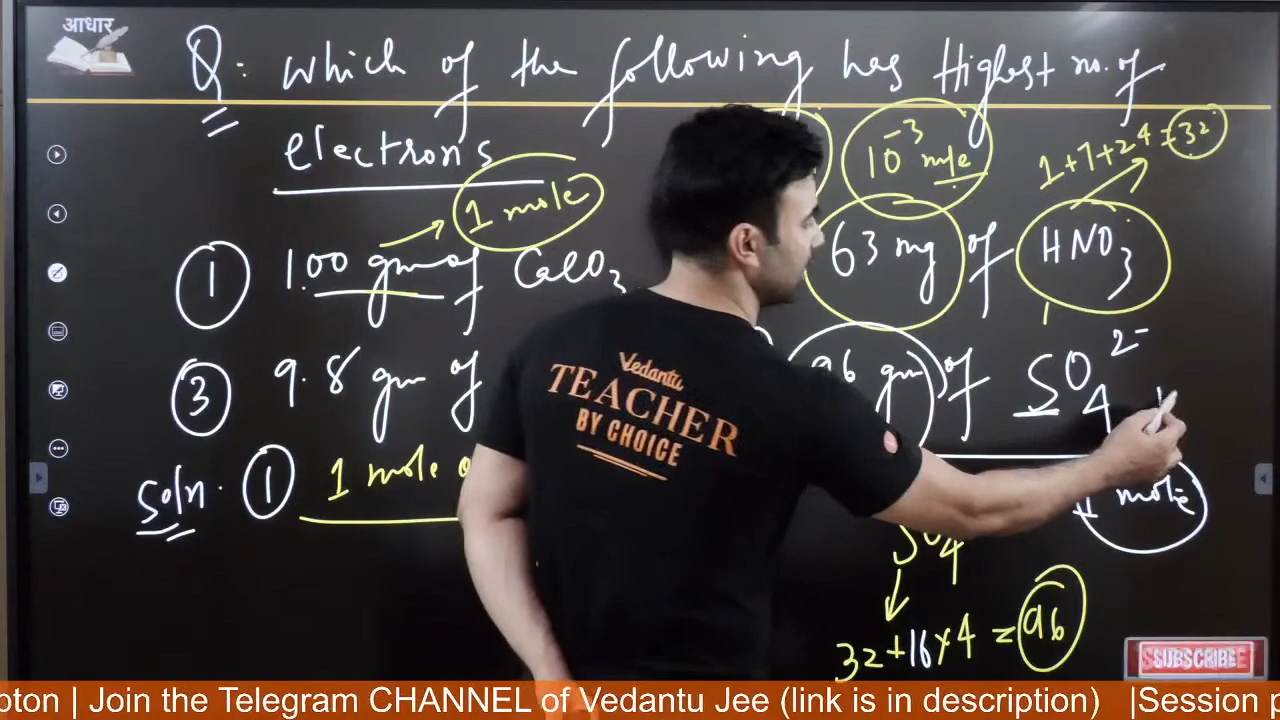 आधार
Q: which of the following has Highest no. of
electrons
1 mole
10⁻³ mole
1+7+24=32
① 100 gm of CaCO₃
63 mg of HNO₃
③ 9.8 gm of
96 gm of SO₄²⁻
Soln. ① 1 mole
1 mole
SO₄
32+16×4 = 96
Vedantu
TEACHER
BY CHOICE
SUBSCRIBE
oton | Join the Telegram CHANNEL of Vedantu Jee (link is in description) |Session p